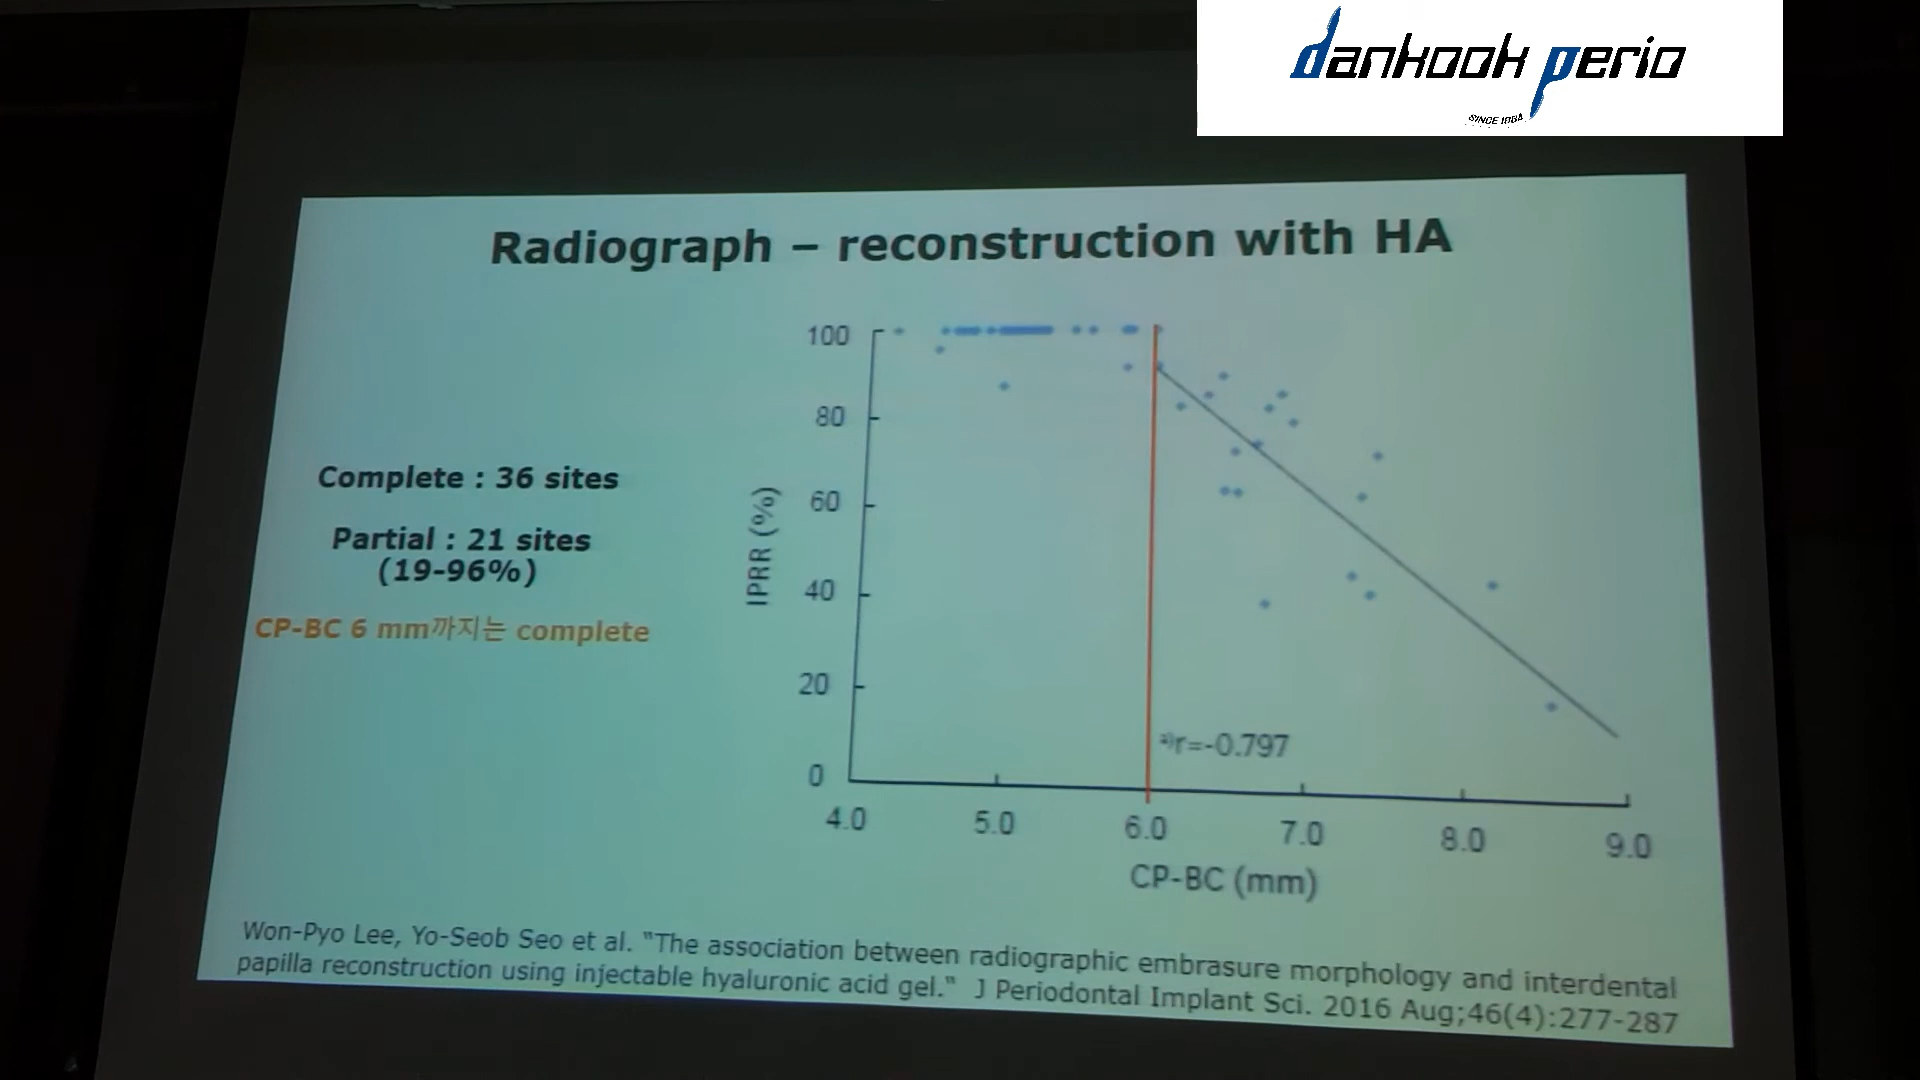 dankook perio
SINCE 1984
Radiograph – reconstruction with HA
Complete : 36 sites
Partial : 21 sites
(19-96%)
CP-BC 6 mm까지는 complete
IPRR (%)
100
80
60
40
20
0
r=-0.797
4.0 5.0 6.0 7.0 8.0 9.0
CP-BC (mm)
Won-Pyo Lee, Yo-Seob Seo et al. "The association between radiographic embrasure morphology and interdental
papilla reconstruction using injectable hyaluronic acid gel." J Periodontal Implant Sci. 2016 Aug;46(4):277-287